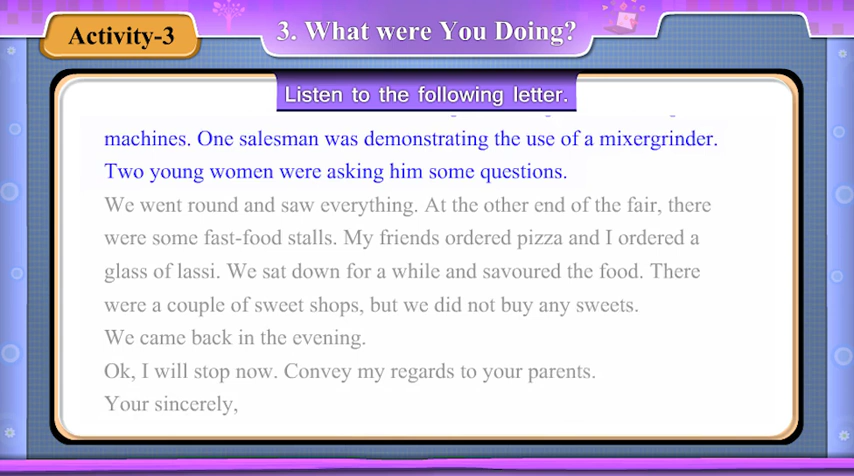 Activity-3
3. What were You Doing?
Listen to the following letter.
machines. One salesman was demonstrating the use of a mixergrinder.
Two young women were asking him some questions.
We went round and saw everything. At the other end of the fair, there
were some fast-food stalls. My friends ordered pizza and I ordered a
glass of lassi. We sat down for a while and savoured the food. There
were a couple of sweet shops, but we did not buy any sweets.
We came back in the evening.
Ok, I will stop now. Convey my regards to your parents.
Your sincerely,